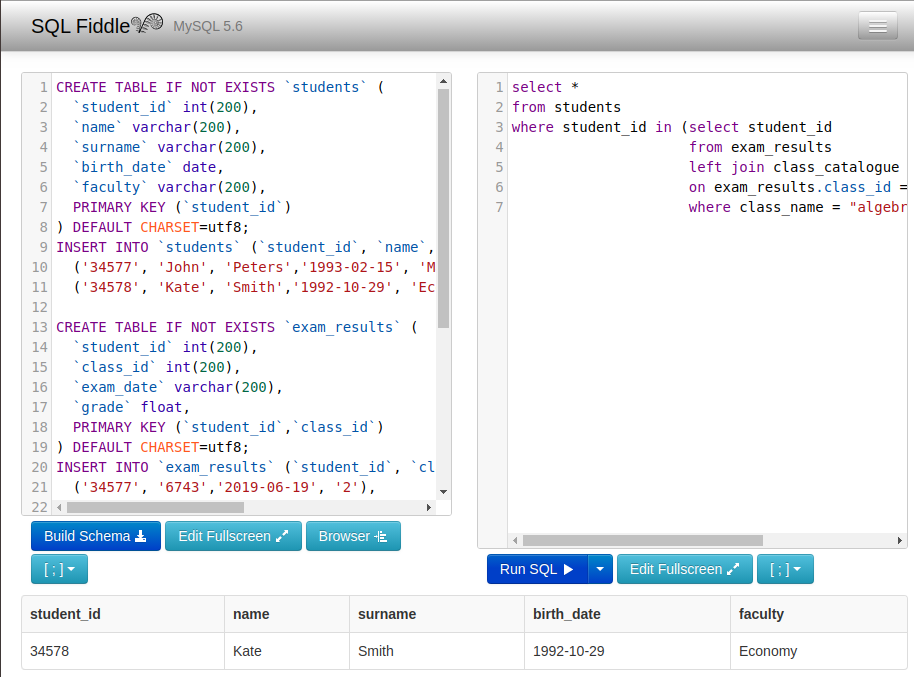 SQL Fiddle MySQL 5.6
1 CREATE TABLE IF NOT EXISTS `students` (
2 `student_id` int(200),
3 `name` varchar(200),
4 `surname` varchar(200),
5 `birth_date` date,
6 `faculty` varchar(200),
7 PRIMARY KEY (`student_id`)
8 ) DEFAULT CHARSET=utf8;
9 INSERT INTO `students` (`student_id`, `name`,
10 ('34577', 'John', 'Peters','1993-02-15', 'M
11 ('34578', 'Kate', 'Smith','1992-10-29', 'Ec
12
13 CREATE TABLE IF NOT EXISTS `exam_results` (
14 `student_id` int(200),
15 `class_id` int(200),
16 `exam_date` varchar(200),
17 `grade` float,
18 PRIMARY KEY (`student_id`,`class_id`)
19 ) DEFAULT CHARSET=utf8;
20 INSERT INTO `exam_results` (`student_id`, `cl
21 ('34577', '6743','2019-06-19', '2'),
22
Build Schema Edit Fullscreen Browser
[ ; ]
1 select *
2 from students
3 where student_id in (select student_id
4 from exam_results
5 left join class_catalogue
6 on exam_results.class_id =
7 where class_name = "algebr
Run SQL Edit Fullscreen [ ; ]
student_id name surname birth_date faculty
34578 Kate Smith 1992-10-29 Economy